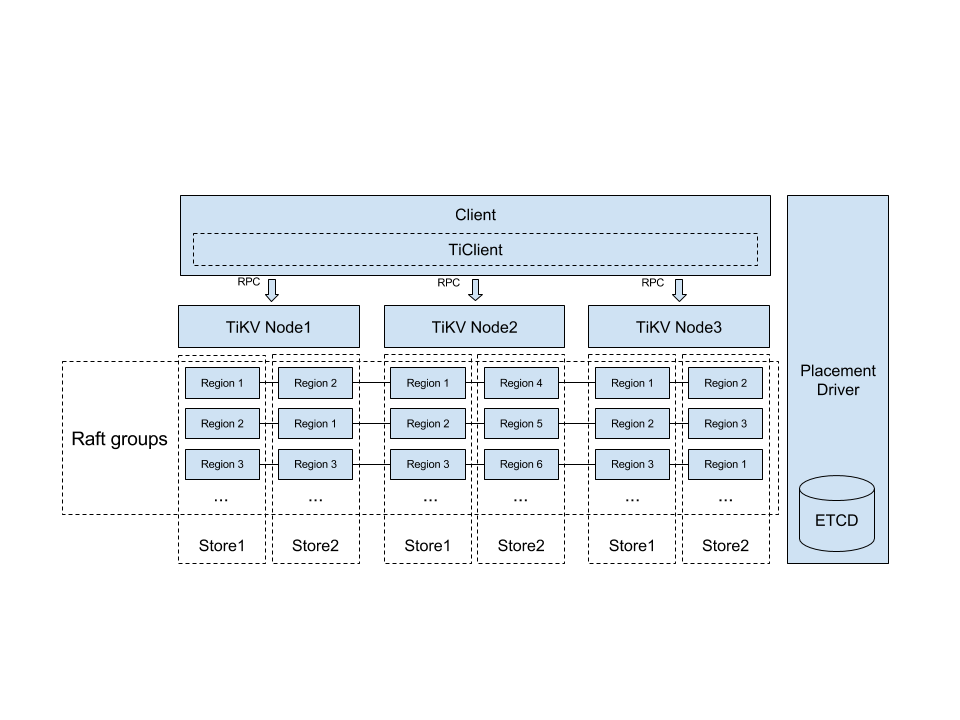 Client
TiClient
RPC
RPC
RPC
TiKV Node1
TiKV Node2
TiKV Node3
Placement
Driver
Raft groups
Region 1
Region 2
Region 1
Region 4
Region 1
Region 2
Region 2
Region 1
Region 2
Region 5
Region 2
Region 3
Region 3
Region 3
Region 3
Region 6
Region 3
Region 1
...
...
...
...
...
...
ETCD
Store1
Store2
Store1
Store2
Store1
Store2